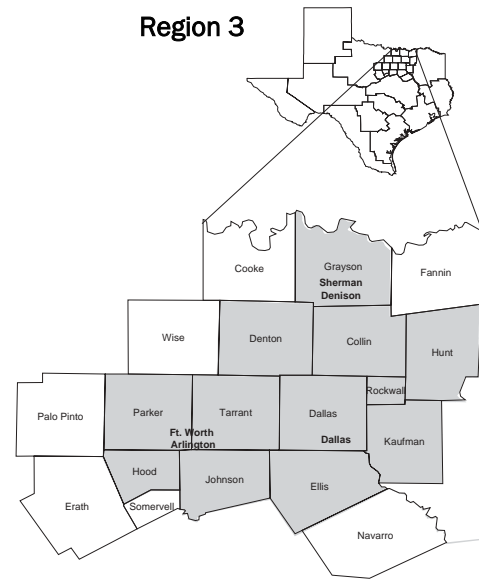 Region 3
Cooke
Grayson
Fannin
Sherman
Denison
Wise
Denton
Collin
Hunt
Rockwall
Palo Pinto
Parker
Tarrant
Dallas
Ft. Worth
Arlington
Dallas
Kaufman
Hood
Johnson
Ellis
Erath
Somervell
Navarro